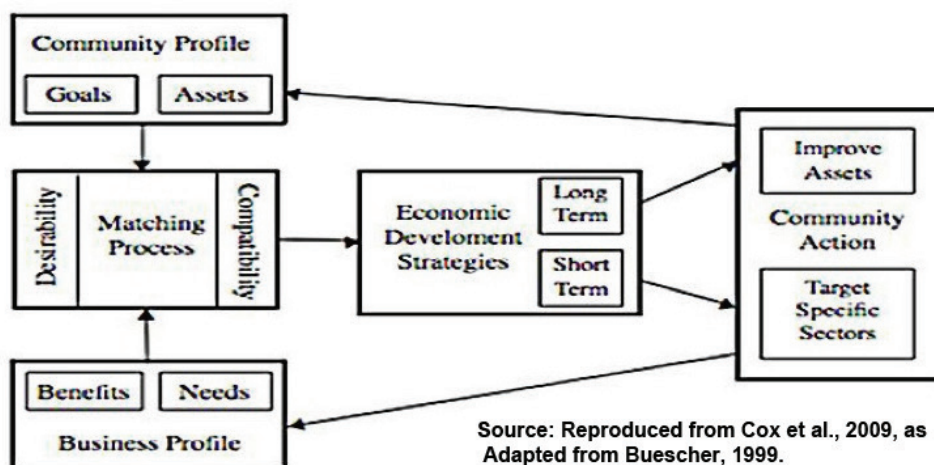 Community Profile
Goals
Assets
Desirability
Matching
Process
Compatibility
Economic
Develoment
Strategies
Long
Term
Short
Term
Improve
Assets
Community
Action
Target
Specific
Sectors
Benefits
Needs
Business Profile
Source: Reproduced from Cox et al., 2009, as
Adapted from Buescher, 1999.